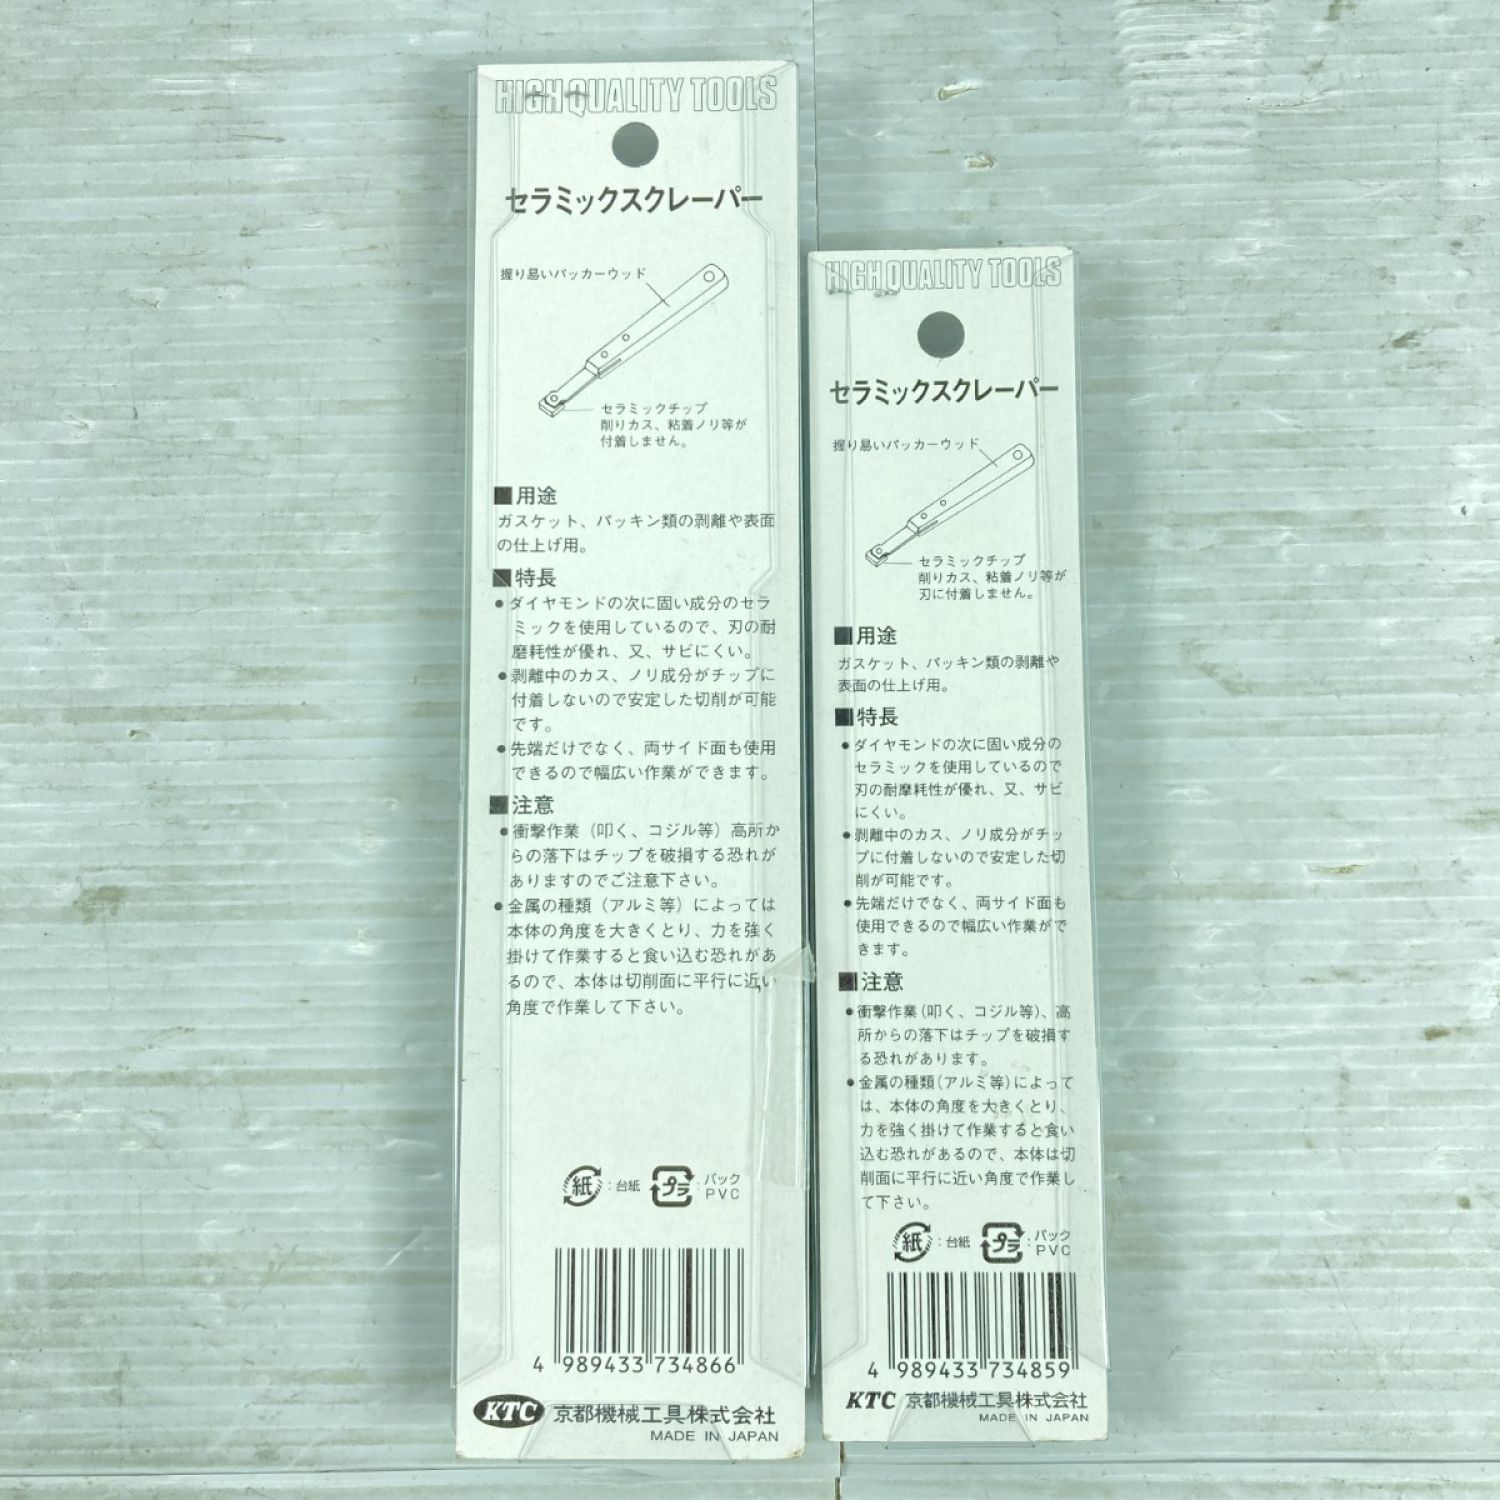 HIGH QUALITY TOOLS
セラミックスクレーパー
握り易いパッカーウッド
セラミックチップ
削りカス、粘着ノリ等が
付着しません。
■用途
ガスケット、パッキン類の剥離や表面
の仕上げ用。
■特長
●ダイヤモンドの次に固い成分のセラ
ミックを使用しているので、刃の耐
磨耗性が優れ、又、サビにくい。
●剥離中のカス、ノリ成分がチップに
付着しないので安定した切削が可能
です。
●先端だけでなく、両サイド面も使用
できるので幅広い作業ができます。
■注意
●衝撃作業（叩く、コジル等）高所か
らの落下はチップを破損する恐れが
ありますのでご注意下さい。
●金属の種類（アルミ等）によっては
本体の角度を大きくとり、力を強く
掛けて作業すると食い込む恐れがあ
るので、本体は切削面に平行に近い
角度で作業して下さい。
紙：台紙 プラ：パック
PVC
4 989433 734866
KTC 京都機械工具株式会社
MADE IN JAPAN
HIGH QUALITY TOOLS
セラミックスクレーパー
握り易いパッカーウッド
セラミックチップ
削りカス、粘着ノリ等が
刃に付着しません。
■用途
ガスケット、パッキン類の剥離や
表面の仕上げ用。
■特長
●ダイヤモンドの次に固い成分の
セラミックを使用しているので
刃の耐摩耗性が優れ、又、サビ
にくい。
●剥離中のカス、ノリ成分がチッ
プに付着しないので安定した切
削が可能です。
●先端だけでなく、両サイド面も
使用できるので幅広い作業がで
きます。
■注意
●衝撃作業（叩く、コジル等）、高
所からの落下はチップを破損す
る恐れがあります。
●金属の種類（アルミ等）によって
は、本体の角度を大きくとり、
力を強く掛けて作業すると食い
込む恐れがあるので、本体は切
削面に平行に近い角度で作業し
て下さい。
紙：台紙 プラ：パック
PVC
4 989433 734859
KTC 京都機械工具株式会社
MADE IN JAPAN